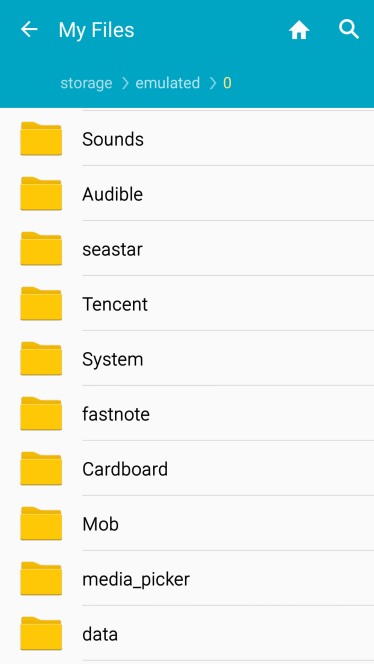 My Files
storage > emulated > 0
Sounds
Audible
seastar
Tencent
System
fastnote
Cardboard
Mob
media_picker
data